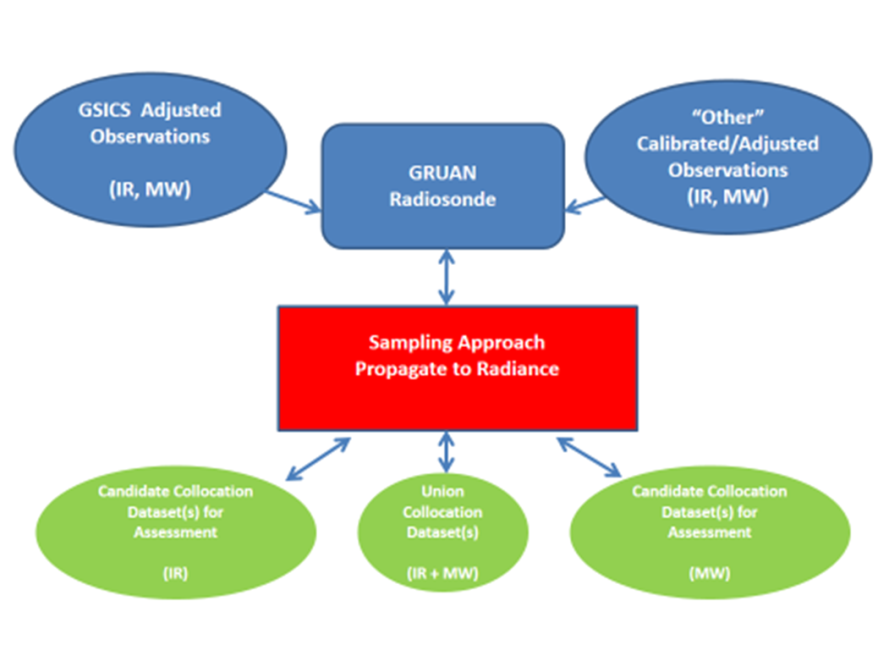 GSICS Adjusted
Observations
(IR, MW)
GRUAN
Radiosonde
“Other”
Calibrated/Adjusted
Observations
(IR, MW)
Sampling Approach
Propagate to Radiance
Candidate Collocation
Dataset(s) for
Assessment
(IR)
Union
Collocation
Dataset(s)
(IR + MW)
Candidate Collocation
Dataset(s) for
Assessment
(MW)